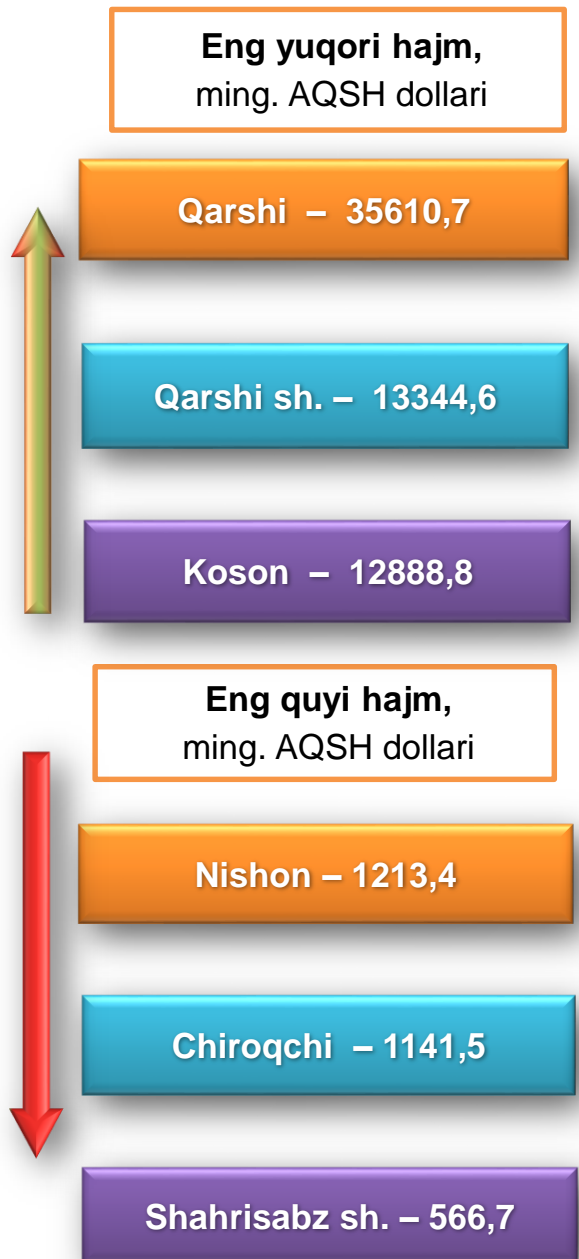 Eng yuqori hajm,
ming. AQSH dollari
Qarshi – 35610,7
Qarshi sh. – 13344,6
Koson – 12888,8
Eng quyi hajm,
ming. AQSH dollari
Nishon – 1213,4
Chiroqchi – 1141,5
Shahrisabz sh. – 566,7